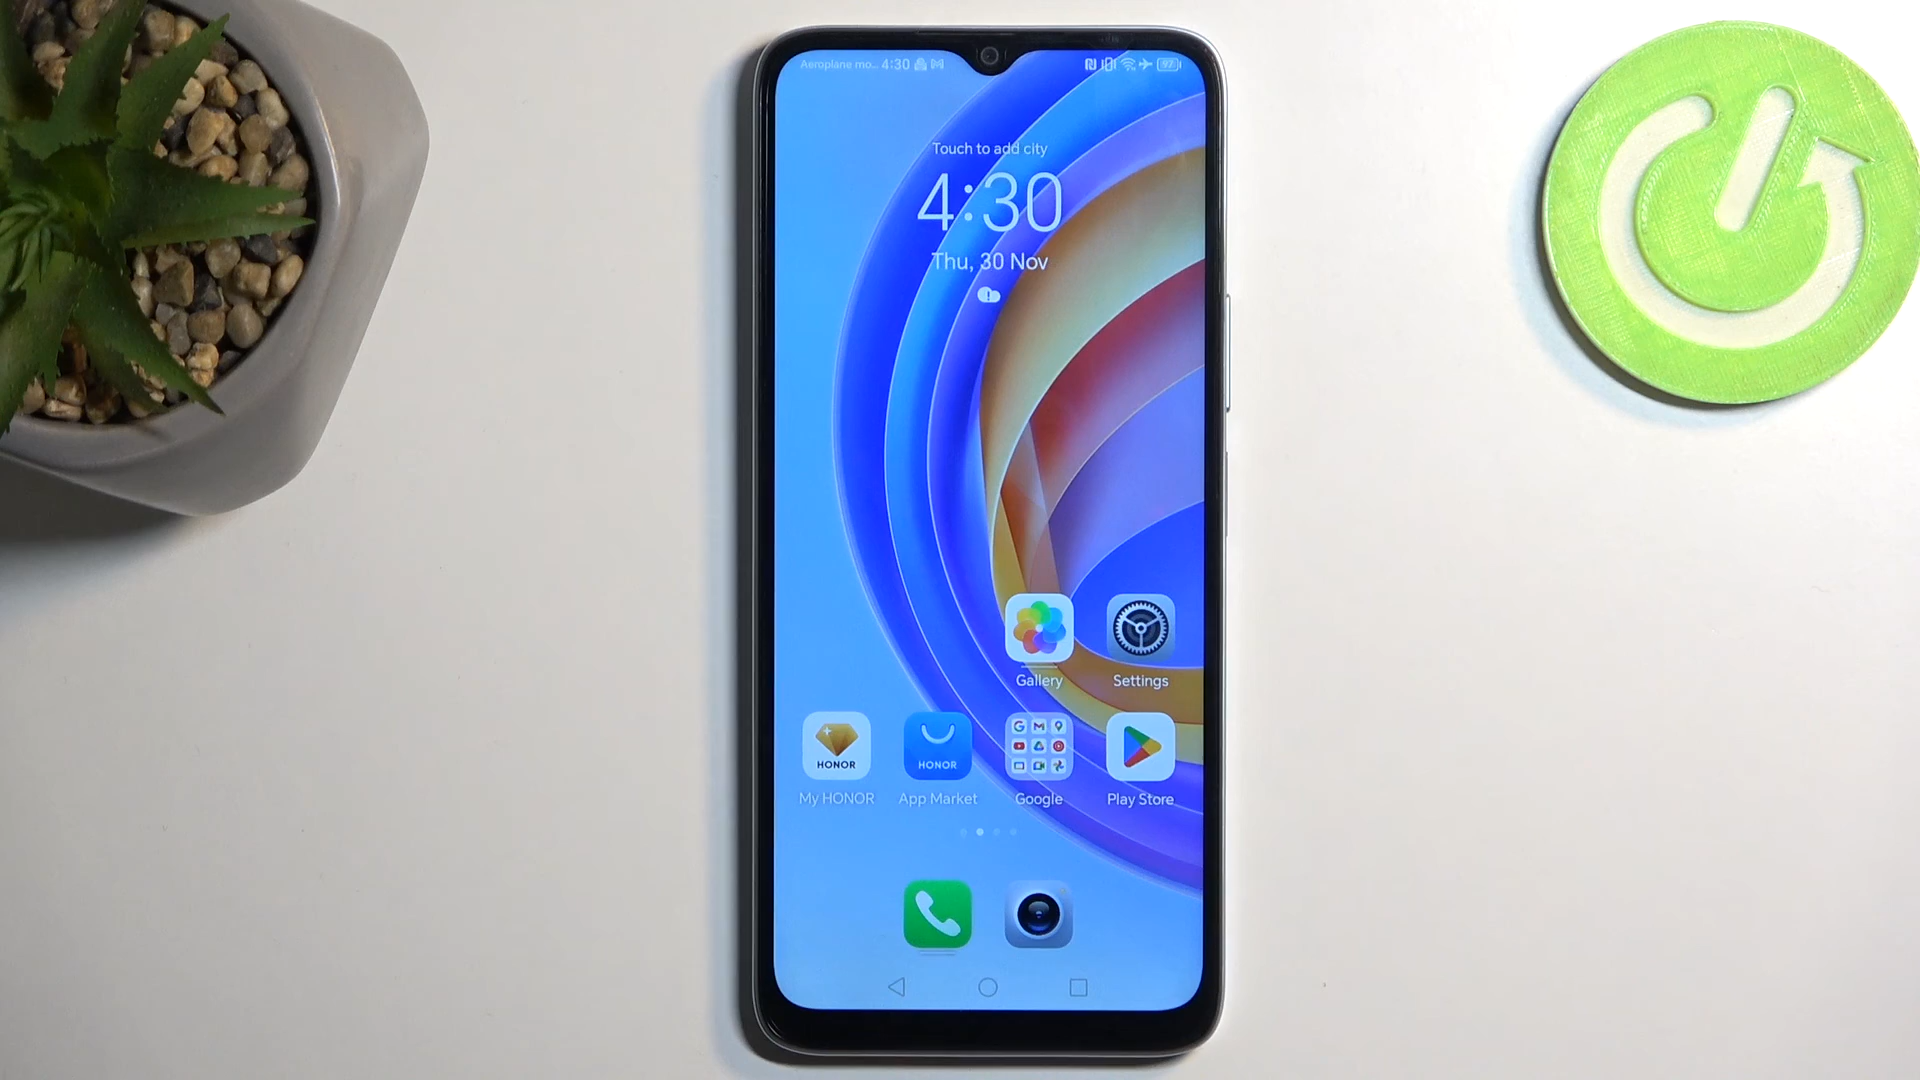 Aeroplane mo... 4:30
97
Touch to add city
4:30
Thu, 30 Nov
Gallery
Settings
HONOR
HONOR
My HONOR
App Market
Google
Play Store